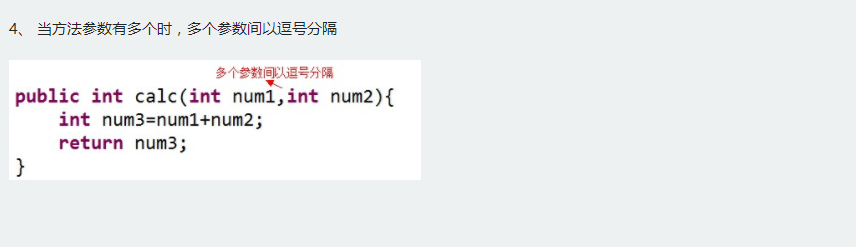 4、 当方法参数有多个时，多个参数间以逗号分隔
多个参数间以逗号分隔
public int calc(int num1,int num2){
    int num3=num1+num2;
    return num3;
}